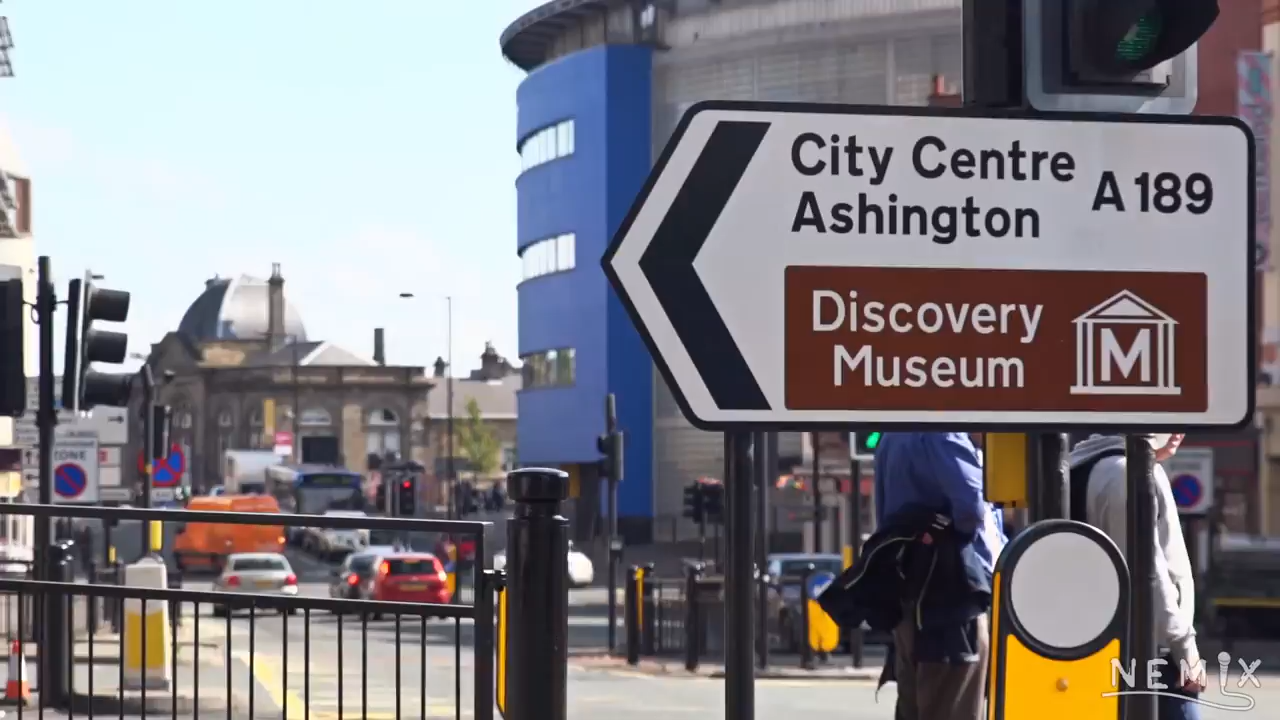 City Centre
Ashington
A 189
Discovery
Museum
M
ZONE
NEMIX